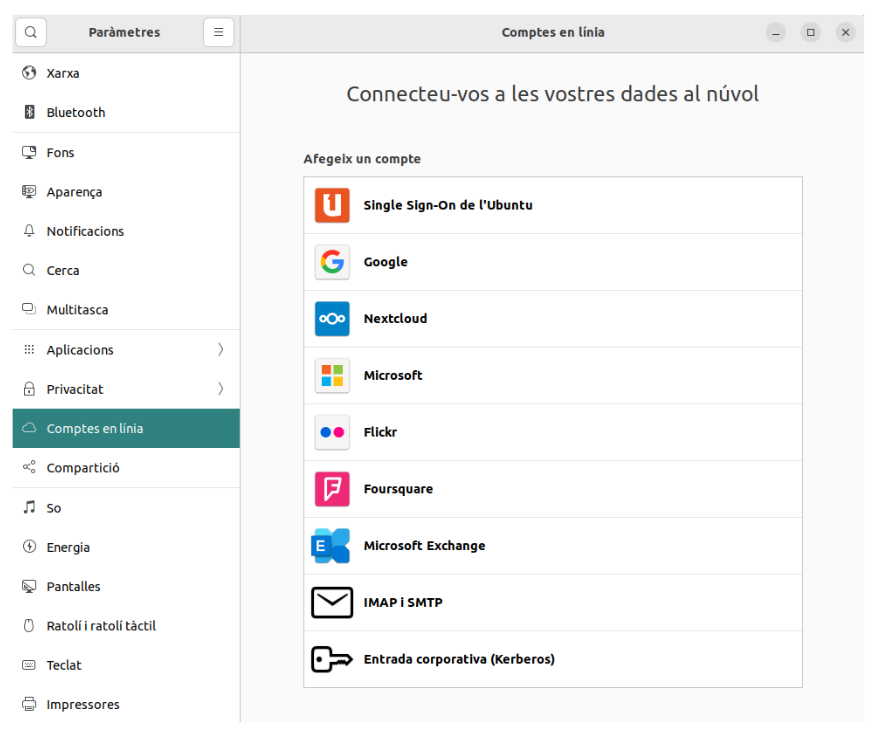 Paràmetres
Comptes en línia
Xarxa
Bluetooth
Fons
Aparença
Notificacions
Cerca
Multitasca
Aplicacions
Privacitat
Comptes en línia
Compartició
So
Energia
Pantalles
Ratolí i ratolí tàctil
Teclat
Impressores
Connecteu-vos a les vostres dades al núvol
Afegeix un compte
Single Sign-On de l'Ubuntu
Google
Nextcloud
Microsoft
Flickr
Foursquare
E
Microsoft Exchange
IMAP i SMTP
Entrada corporativa (Kerberos)